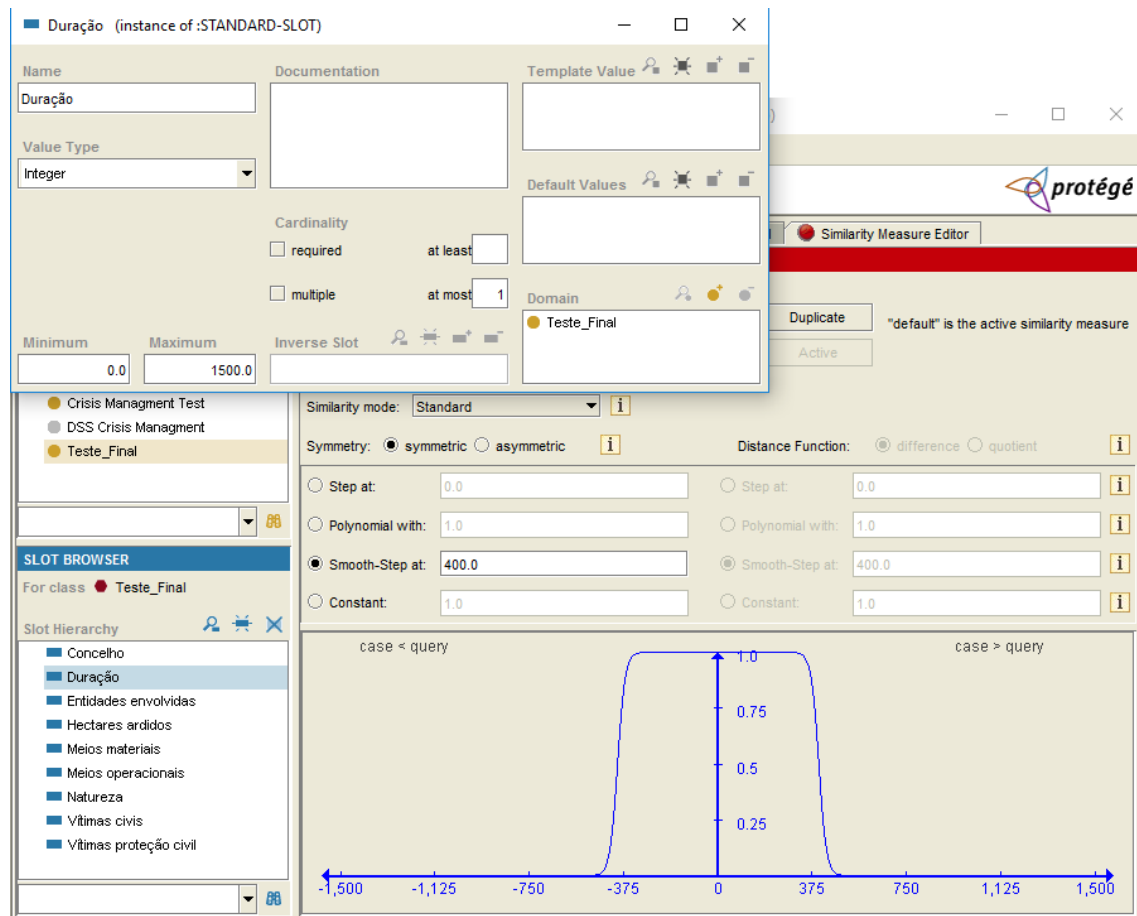 Duração   (instance of :STANDARD-SLOT)
Name
Duração
Documentation
Template Value
Value Type
Integer
Default Values
Cardinality
required
at least
multiple
at most
1
Domain
Teste_Final
Minimum
Maximum
Inverse Slot
0.0
1500.0
)
protégé
Similarity Measure Editor
Duplicate
"default" is the active similarity measure
Active
Crisis Managment Test
DSS Crisis Managment
Teste_Final
Similarity mode:
Standard
i
Symmetry:
symmetric
asymmetric
i
Distance Function:
difference
quotient
i
Step at:
0.0
Step at:
0.0
i
Polynomial with:
1.0
Polynomial with:
1.0
i
Smooth-Step at:
400.0
Smooth-Step at:
400.0
i
Constant:
1.0
Constant:
1.0
i
SLOT BROWSER
For class
Teste_Final
Slot Hierarchy
Concelho
Duração
Entidades envolvidas
Hectares ardidos
Meios materiais
Meios operacionais
Natureza
Vítimas civis
Vítimas proteção civil
case < query
case > query
1.0
0.75
0.5
0.25
-1,500
-1,125
-750
-375
0
375
750
1,125
1,500